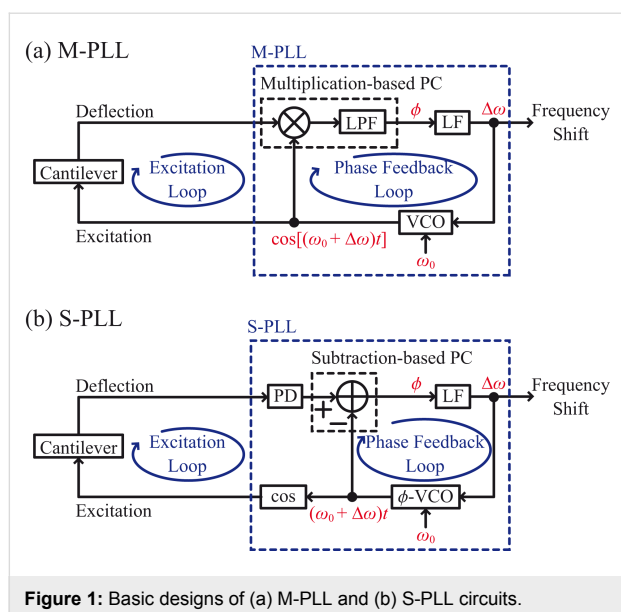 (a) M-PLL
M-PLL
Multiplication-based PC
Deflection
LPF
ϕ
LF
Δω
Frequency
Shift
Cantilever
Excitation
Loop
Phase Feedback
Loop
VCO
Excitation
cos[(ω₀ + Δω)t]
ω₀
(b) S-PLL
S-PLL
Subtraction-based PC
Deflection
PD
+
−
ϕ
LF
Δω
Frequency
Shift
Cantilever
Excitation
Loop
Phase Feedback
Loop
cos
ϕ-VCO
Excitation
(ω₀ + Δω)t
ω₀
Figure 1: Basic designs of (a) M-PLL and (b) S-PLL circuits.